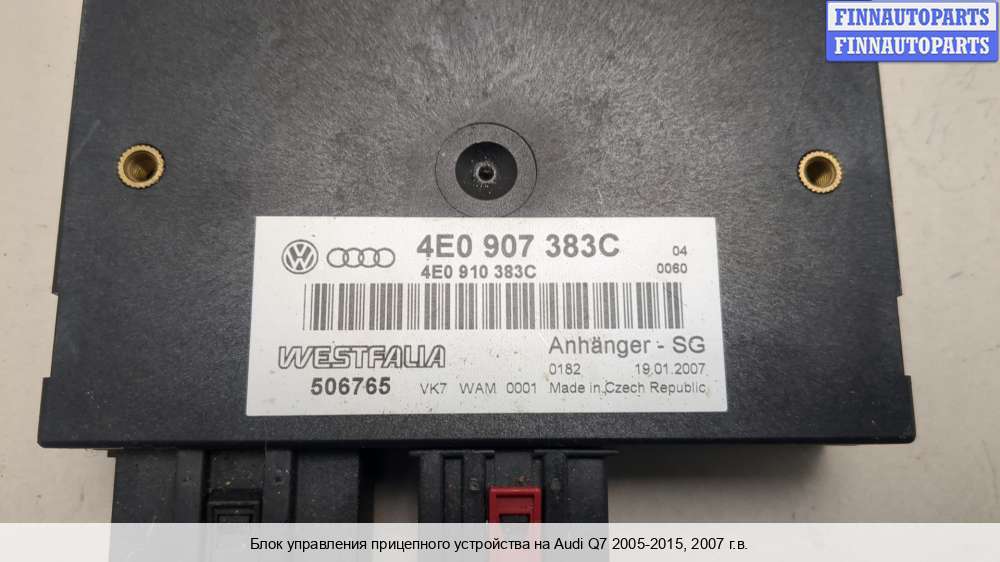 FINNAUTOPARTS
FINNAUTOPARTS
4E0 907 383C 04
4E0 910 383C 0060
WESTFALIA Anhänger - SG
0182 19.01.2007
506765 VK7 WAM 0001 Made in Czech Republic
Блок управления прицепного устройства на Audi Q7 2005-2015, 2007 г.в.